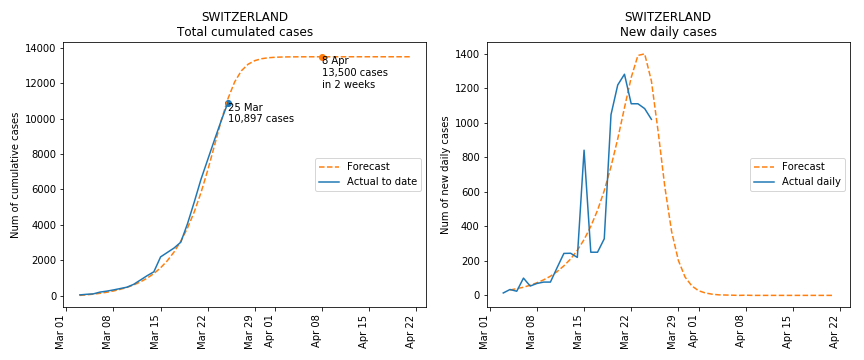 SWITZERLAND
Total cumulated cases
Num of cumulative cases
14000
12000
10000
8000
6000
4000
2000
0
8 Apr
13,500 cases
in 2 weeks
25 Mar
10,897 cases
Forecast
Actual to date
Mar 01
Mar 08
Mar 15
Mar 22
Mar 29
Apr 01
Apr 08
Apr 15
Apr 22
SWITZERLAND
New daily cases
Num of new daily cases
1400
1200
1000
800
600
400
200
0
Forecast
Actual daily
Mar 01
Mar 08
Mar 15
Mar 22
Mar 29
Apr 01
Apr 08
Apr 15
Apr 22